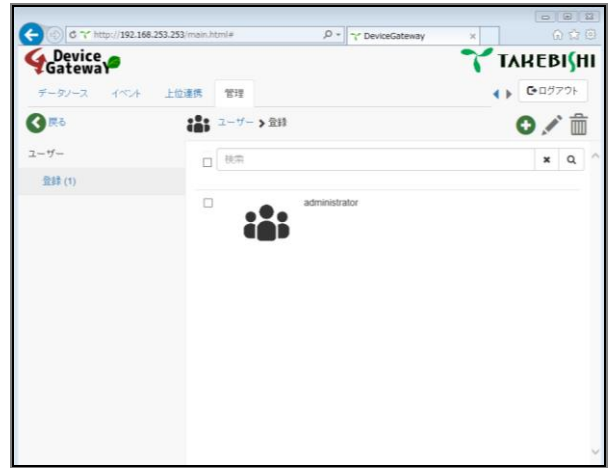 http://192.168.253.253/main.html#
DeviceGateway
Device
Gateway
TAKEBISHI
データソース
イベント
上位連携
管理
ログアウト
戻る
ユーザー > 登録
ユーザー
検索
登録 (1)
administrator